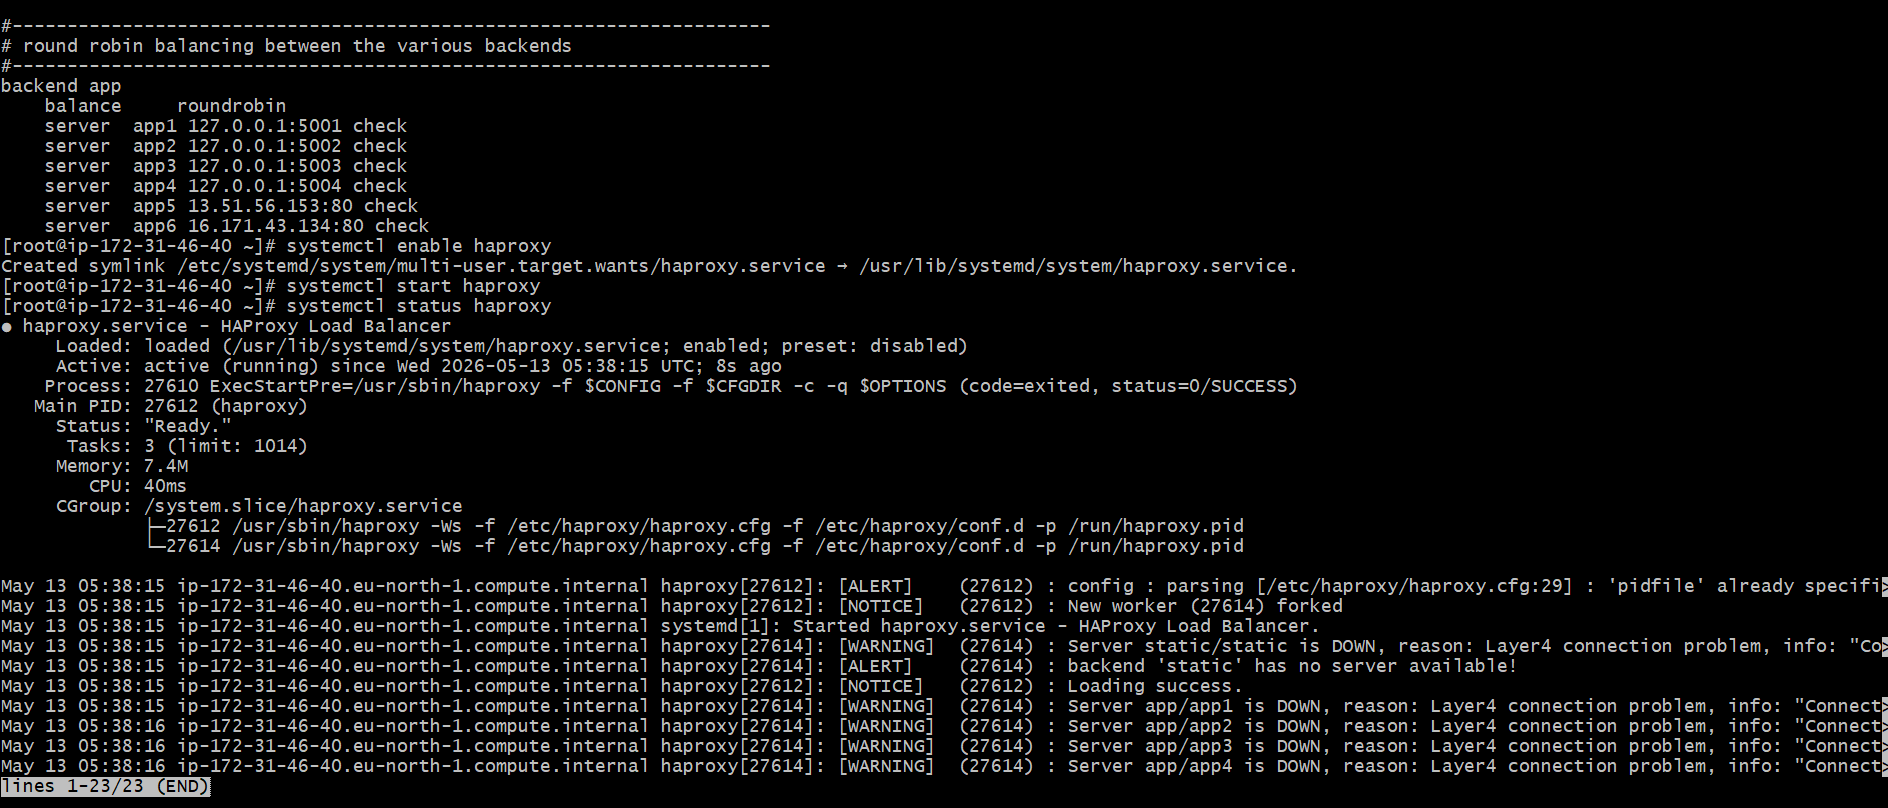 #---------------------------------------------------------------------
# round robin balancing between the various backends
#---------------------------------------------------------------------
backend app
    balance     roundrobin
    server  app1 127.0.0.1:5001 check
    server  app2 127.0.0.1:5002 check
    server  app3 127.0.0.1:5003 check
    server  app4 127.0.0.1:5004 check
    server  app5 13.51.56.153:80 check
    server  app6 16.171.43.134:80 check
[root@ip-172-31-46-40 ~]# systemctl enable haproxy
Created symlink /etc/systemd/system/multi-user.target.wants/haproxy.service → /usr/lib/systemd/system/haproxy.service.
[root@ip-172-31-46-40 ~]# systemctl start haproxy
[root@ip-172-31-46-40 ~]# systemctl status haproxy
● haproxy.service - HAProxy Load Balancer
     Loaded: loaded (/usr/lib/systemd/system/haproxy.service; enabled; preset: disabled)
     Active: active (running) since Wed 2026-05-13 05:38:15 UTC; 8s ago
    Process: 27610 ExecStartPre=/usr/sbin/haproxy -f $CONFIG -f $CFGDIR -c -q $OPTIONS (code=exited, status=0/SUCCESS)
   Main PID: 27612 (haproxy)
     Status: "Ready."
      Tasks: 3 (limit: 1014)
     Memory: 7.4M
        CPU: 40ms
     CGroup: /system.slice/haproxy.service
             ├─27612 /usr/sbin/haproxy -Ws -f /etc/haproxy/haproxy.cfg -f /etc/haproxy/conf.d -p /run/haproxy.pid
             └─27614 /usr/sbin/haproxy -Ws -f /etc/haproxy/haproxy.cfg -f /etc/haproxy/conf.d -p /run/haproxy.pid

May 13 05:38:15 ip-172-31-46-40.eu-north-1.compute.internal haproxy[27612]: [ALERT]    (27612) : config : parsing [/etc/haproxy/haproxy.cfg:29] : 'pidfile' already specifi>
May 13 05:38:15 ip-172-31-46-40.eu-north-1.compute.internal haproxy[27612]: [NOTICE]   (27612) : New worker (27614) forked
May 13 05:38:15 ip-172-31-46-40.eu-north-1.compute.internal systemd[1]: Started haproxy.service - HAProxy Load Balancer.
May 13 05:38:15 ip-172-31-46-40.eu-north-1.compute.internal haproxy[27614]: [WARNING]  (27614) : Server static/static is DOWN, reason: Layer4 connection problem, info: "Co>
May 13 05:38:15 ip-172-31-46-40.eu-north-1.compute.internal haproxy[27614]: [ALERT]    (27614) : backend 'static' has no server available!
May 13 05:38:15 ip-172-31-46-40.eu-north-1.compute.internal haproxy[27612]: [NOTICE]   (27612) : Loading success.
May 13 05:38:15 ip-172-31-46-40.eu-north-1.compute.internal haproxy[27614]: [WARNING]  (27614) : Server app/app1 is DOWN, reason: Layer4 connection problem, info: "Connect>
May 13 05:38:16 ip-172-31-46-40.eu-north-1.compute.internal haproxy[27614]: [WARNING]  (27614) : Server app/app2 is DOWN, reason: Layer4 connection problem, info: "Connect>
May 13 05:38:16 ip-172-31-46-40.eu-north-1.compute.internal haproxy[27614]: [WARNING]  (27614) : Server app/app3 is DOWN, reason: Layer4 connection problem, info: "Connect>
May 13 05:38:16 ip-172-31-46-40.eu-north-1.compute.internal haproxy[27614]: [WARNING]  (27614) : Server app/app4 is DOWN, reason: Layer4 connection problem, info: "Connect>
lines 1-23/23 (END)